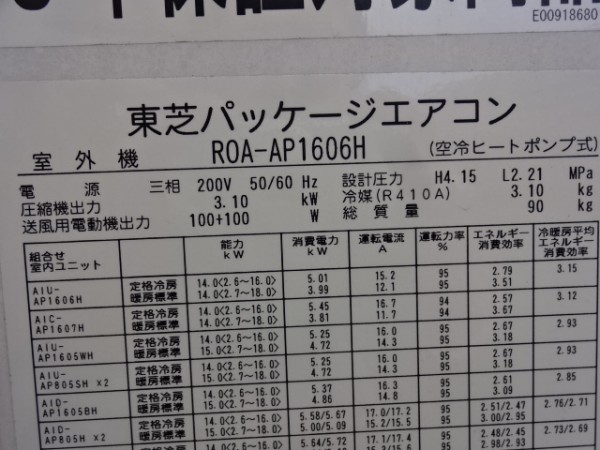 E00918680
東芝パッケージエアコン
室外機 ROA-AP1606H (空冷ヒートポンプ式)
電源 三相 200V 50/60 Hz 設計圧力 H4.15 L2.21 MPa
圧縮機出力 3.10 kW 冷媒(R410A) 3.10 kg
送風用電動機出力 100+100 W 総質量 90 kg
組合せ室内ユニット 能力 kW 消費電力 kW 運転電流 A 運転力率 % エネルギー消費効率 冷暖房平均エネルギー消費効率
AIU-AP1606H 定格冷房 14.0<2.6~16.0> 5.01 15.2 95 2.79 3.15
暖房標準 14.0<2.7~18.0> 3.99 12.1 95 3.51
AIC-AP1607H 定格冷房 14.0<2.6~16.0> 5.45 16.7 94 2.57 3.12
暖房標準 14.0<2.7~18.0> 3.81 11.7 94 3.67
AIU-AP1605WH 定格冷房 14.0<2.6~16.0> 5.25 16.0 95 2.67 2.93
暖房標準 15.0<2.7~18.0> 4.72 14.3 95 3.18
AIU-AP805SH ×2 定格冷房 14.0<2.6~16.0> 5.25 16.0 95 2.67 2.93
暖房標準 15.0<2.7~18.0> 4.72 14.3 95 3.18
AID-AP1605BH 定格冷房 14.0<2.6~16.0> 5.37 16.3 95 2.61 2.85
暖房標準 15.0<2.7~18.0> 4.86 14.8 95 3.09
AID-AP805H ×2 定格冷房 14.0<2.6~16.0> 5.58/5.67 17.0/17.2 95 2.51/2.47 2.76/2.71
暖房標準 15.0<2.7~18.0> 5.00/5.09 15.2/15.5 95 3.00/2.95
定格冷房 14.0<2.6~16.0> 5.64/5.72 17.1/17.4 95 2.48/2.45 2.73/2.69
95 2.98/2.93